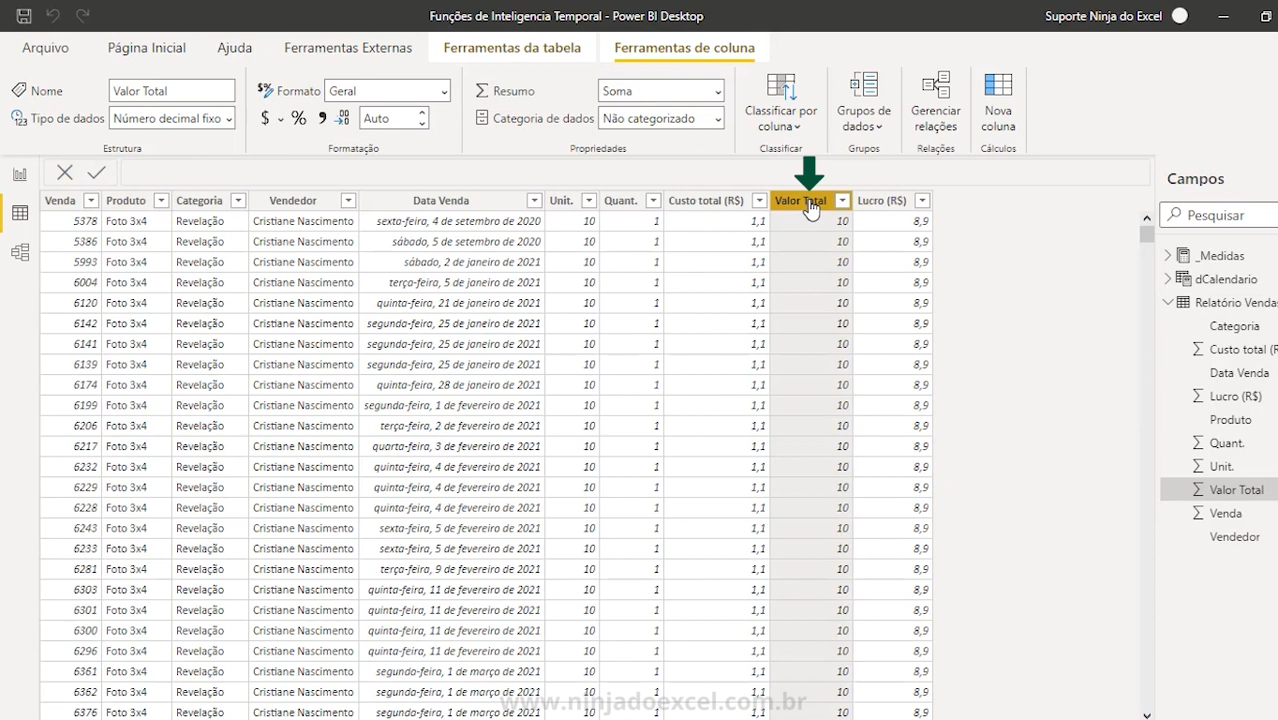 Funções de Inteligencia Temporal - Power BI Desktop
Suporte Ninja do Excel
Arquivo Página Inicial Ajuda Ferramentas Externas Ferramentas da tabela Ferramentas de coluna
Nome Valor Total
Formato Geral
Resumo Soma
Tipo de dados Número decimal fixo
$ % 9 Auto
Categoria de dados Não categorizado
Classificar por coluna
Grupos de dados
Gerenciar relações
Nova coluna
Estrutura Formatação Propriedades Classificar Grupos Relações Cálculos
Venda Produto Categoria Vendedor Data Venda Unit. Quant. Custo total (R$) Valor Total Lucro (R$)
5378 Foto 3x4 Revelação Cristiane Nascimento sexta-feira, 4 de setembro de 2020 10 1 1,1 10 8,9
5386 Foto 3x4 Revelação Cristiane Nascimento sábado, 5 de setembro de 2020 10 1 1,1 10 8,9
5993 Foto 3x4 Revelação Cristiane Nascimento sábado, 2 de janeiro de 2021 10 1 1,1 10 8,9
6004 Foto 3x4 Revelação Cristiane Nascimento terça-feira, 5 de janeiro de 2021 10 1 1,1 10 8,9
6120 Foto 3x4 Revelação Cristiane Nascimento quinta-feira, 21 de janeiro de 2021 10 1 1,1 10 8,9
6142 Foto 3x4 Revelação Cristiane Nascimento segunda-feira, 25 de janeiro de 2021 10 1 1,1 10 8,9
6141 Foto 3x4 Revelação Cristiane Nascimento segunda-feira, 25 de janeiro de 2021 10 1 1,1 10 8,9
6139 Foto 3x4 Revelação Cristiane Nascimento segunda-feira, 25 de janeiro de 2021 10 1 1,1 10 8,9
6174 Foto 3x4 Revelação Cristiane Nascimento quinta-feira, 28 de janeiro de 2021 10 1 1,1 10 8,9
6199 Foto 3x4 Revelação Cristiane Nascimento segunda-feira, 1 de fevereiro de 2021 10 1 1,1 10 8,9
6206 Foto 3x4 Revelação Cristiane Nascimento terça-feira, 2 de fevereiro de 2021 10 1 1,1 10 8,9
6217 Foto 3x4 Revelação Cristiane Nascimento quarta-feira, 3 de fevereiro de 2021 10 1 1,1 10 8,9
6232 Foto 3x4 Revelação Cristiane Nascimento quinta-feira, 4 de fevereiro de 2021 10 1 1,1 10 8,9
6229 Foto 3x4 Revelação Cristiane Nascimento quinta-feira, 4 de fevereiro de 2021 10 1 1,1 10 8,9
6228 Foto 3x4 Revelação Cristiane Nascimento quinta-feira, 4 de fevereiro de 2021 10 1 1,1 10 8,9
6243 Foto 3x4 Revelação Cristiane Nascimento sexta-feira, 5 de fevereiro de 2021 10 1 1,1 10 8,9
6233 Foto 3x4 Revelação Cristiane Nascimento sexta-feira, 5 de fevereiro de 2021 10 1 1,1 10 8,9
6281 Foto 3x4 Revelação Cristiane Nascimento terça-feira, 9 de fevereiro de 2021 10 1 1,1 10 8,9
6303 Foto 3x4 Revelação Cristiane Nascimento quinta-feira, 11 de fevereiro de 2021 10 1 1,1 10 8,9
6301 Foto 3x4 Revelação Cristiane Nascimento quinta-feira, 11 de fevereiro de 2021 10 1 1,1 10 8,9
6300 Foto 3x4 Revelação Cristiane Nascimento quinta-feira, 11 de fevereiro de 2021 10 1 1,1 10 8,9
6296 Foto 3x4 Revelação Cristiane Nascimento quinta-feira, 11 de fevereiro de 2021 10 1 1,1 10 8,9
6361 Foto 3x4 Revelação Cristiane Nascimento segunda-feira, 1 de março de 2021 10 1 1,1 10 8,9
6362 Foto 3x4 Revelação Cristiane Nascimento segunda-feira, 1 de março de 2021 10 1 1,1 10 8,9
6376 Foto 3x4 Revelação Cristiane Nascimento segunda-feira, 1 de março de 2021 10 1 1,1 10 8,9
www.ninjadoexcel.com.br
Campos
Pesquisar
_Medidas
dCalendario
Relatório Venda
Categoria
Custo total (R
Data Venda
Lucro (R$)
Produto
Quant.
Unit.
Valor Total
Venda
Vendedor